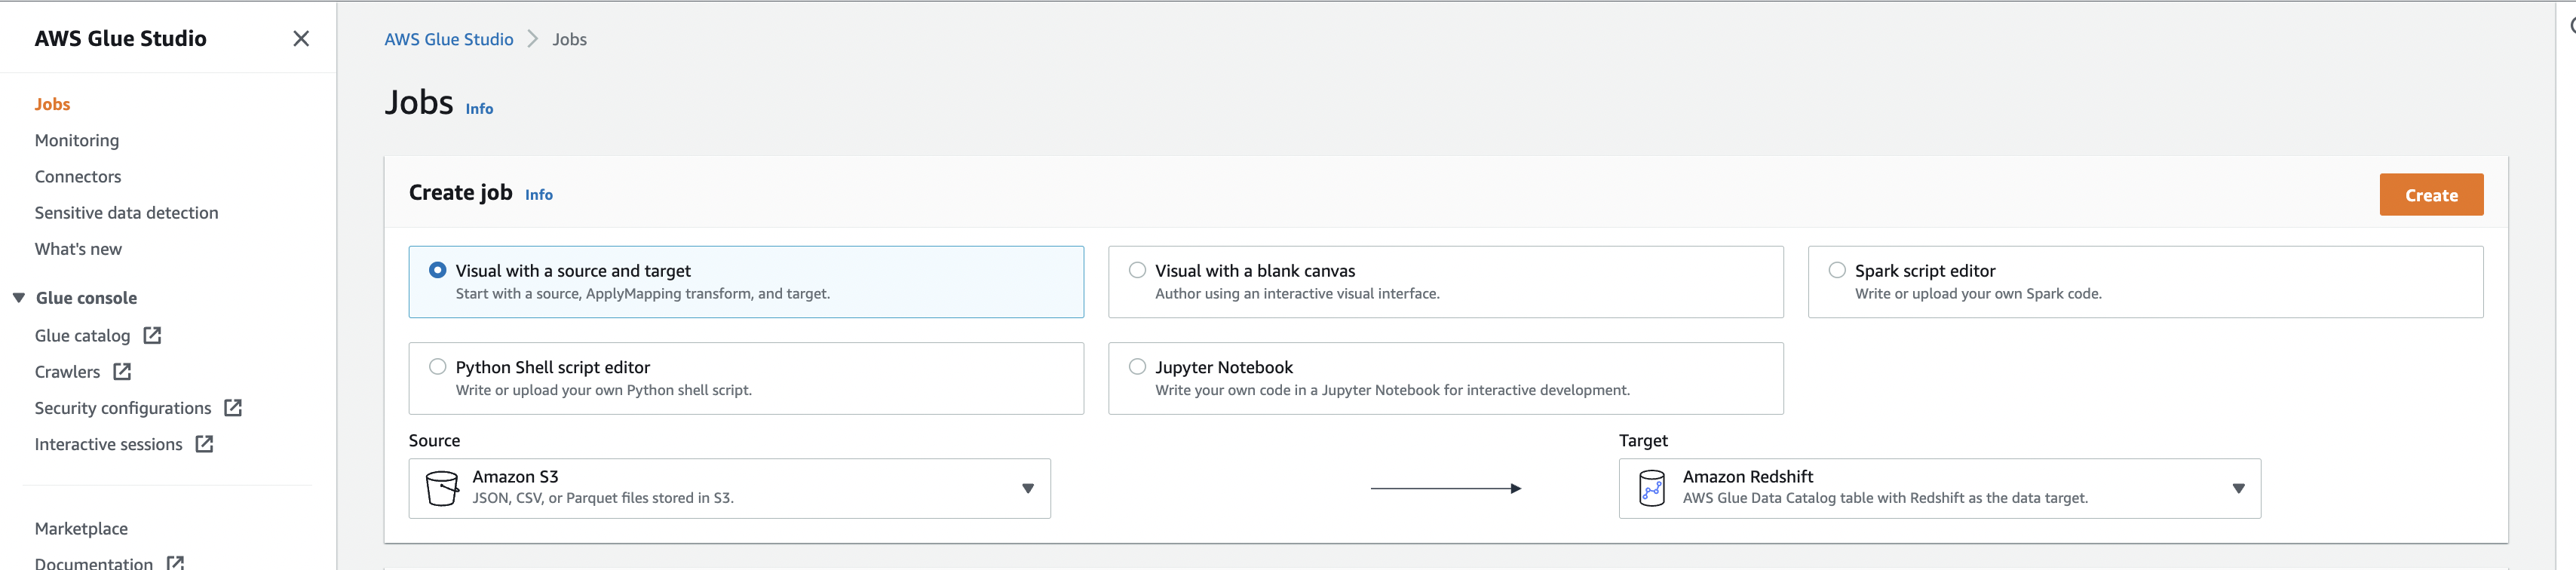 AWS Glue Studio
Jobs
Monitoring
Connectors
Sensitive data detection
What's new
Glue console
Glue catalog
Crawlers
Security configurations
Interactive sessions
Marketplace
Documentation
AWS Glue Studio > Jobs
Jobs Info
Create job Info
Create
Visual with a source and target
Start with a source, ApplyMapping transform, and target.
Visual with a blank canvas
Author using an interactive visual interface.
Spark script editor
Write or upload your own Spark code.
Python Shell script editor
Write or upload your own Python shell script.
Jupyter Notebook
Write your own code in a Jupyter Notebook for interactive development.
Source
Amazon S3
JSON, CSV, or Parquet files stored in S3.
Target
Amazon Redshift
AWS Glue Data Catalog table with Redshift as the data target.